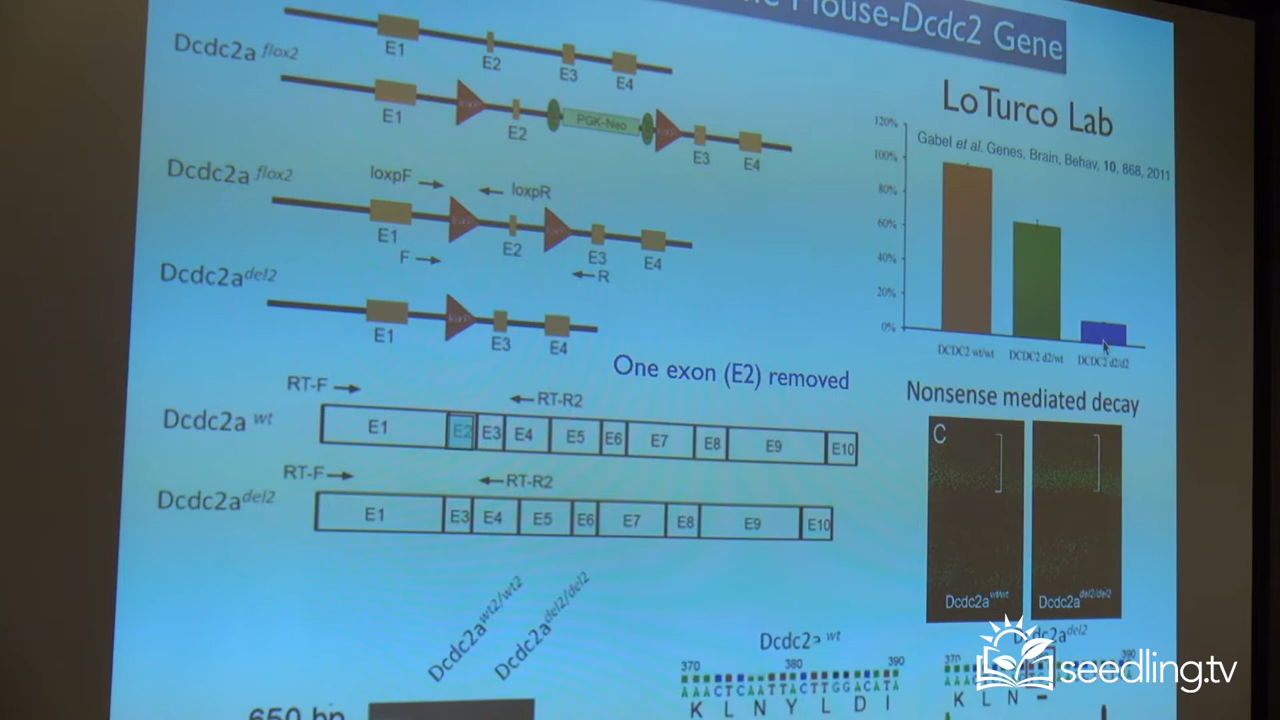 Mouse-Dcdc2 Gene
Dcdc2a flox2
E1 E2 E3 E4
E1 E2 PGK-Neo E3 E4
LoTurco Lab
Gabel et al. Genes, Brain, Behav, 10, 868, 2011
120%
100%
80%
60%
40%
20%
0%
DCDC2 wt/wt DCDC2 d2/wt DCDC2 d2/d2
Dcdc2a flox2
loxpF loxpR
E1 E2 E3 E4
F R
Dcdc2a del2
E1 E3 E4
One exon (E2) removed
Nonsense mediated decay
RT-F RT-R2
Dcdc2a wt
E1 E2 E3 E4 E5 E6 E7 E8 E9 E10
RT-F RT-R2
Dcdc2a del2
E1 E3 E4 E5 E6 E7 E8 E9 E10
C
Dcdc2a wt/wt Dcdc2a del2/del2
Dcdc2a wt2/wt2
Dcdc2a del2/del2
650 bp
Dcdc2a wt
370 380 390
AAACTCAATTACTTGGACATA
K L N Y L D I
del2
370 390
K L N –
seedling.tv